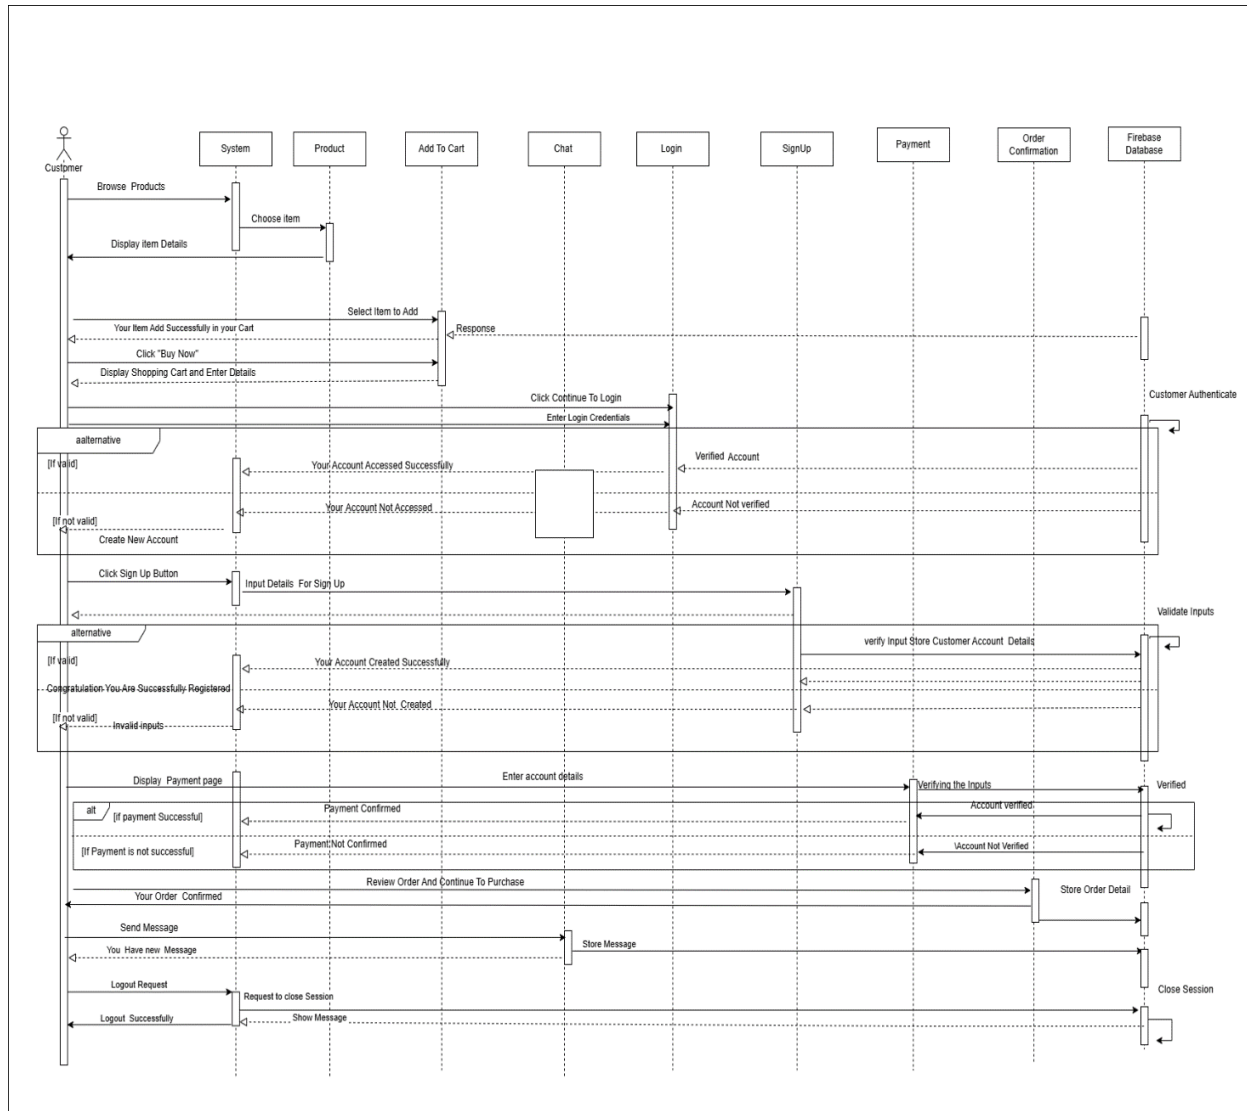 Customer
System
Product
Add To Cart
Chat
Login
SignUp
Payment
Order
Confirmation
Firebase
Database
Browse Products
Choose item
Display item Details
Select Item to Add
Your Item Add Successfully in your Cart
Response
Click "Buy Now"
Display Shopping Cart and Enter Details
Click Continue To Login
Customer Authenticate
Enter Login Credentials
aalternative
[If valid]
Your Account Accessed Successfully
Verified Account
Your Account Not Accessed
Account Not verified
[If not valid]
Create New Account
Click Sign Up Button
Input Details For Sign Up
Validate Inputs
alternative
verify Input Store Customer Account Details
[If valid]
Your Account Created Successfully
Congratulation You Are Successfully Registered
Your Account Not Created
[If not valid]
Invalid inputs
Display Payment page
Enter account details
Verifying the Inputs
Verified
alt
[if payment Successful]
Payment Confirmed
Account verified
[If Payment is not successful]
Payment Not Confirmed
\Account Not Verified
Review Order And Continue To Purchase
Your Order Confirmed
Store Order Detail
Send Message
You Have new Message
Store Message
Logout Request
Request to close Session
Close Session
Logout Successfully
Show Message